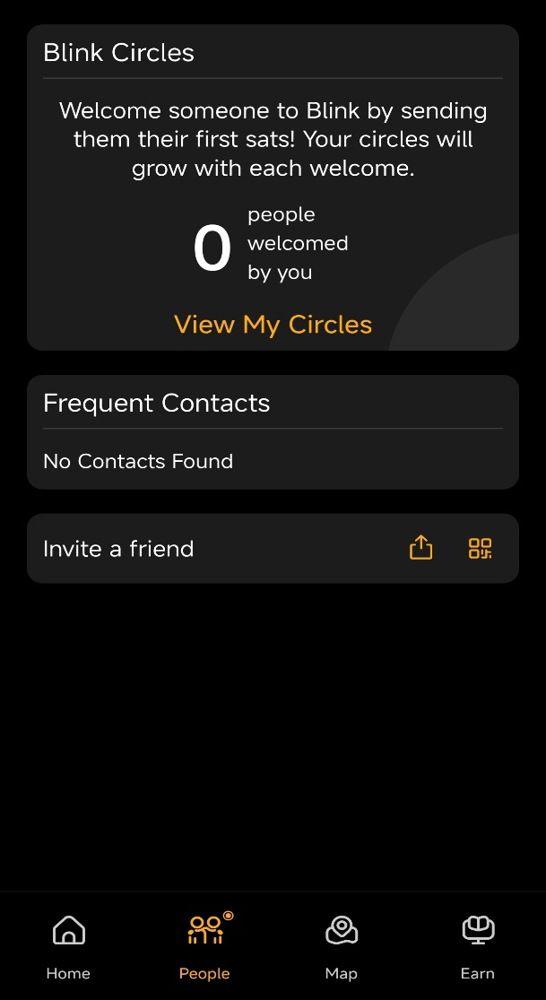 Blink Circles
Welcome someone to Blink by sending
them their first sats! Your circles will
grow with each welcome.
0
people
welcomed
by you
View My Circles
Frequent Contacts
No Contacts Found
Invite a friend
Home
People
Map
Earn